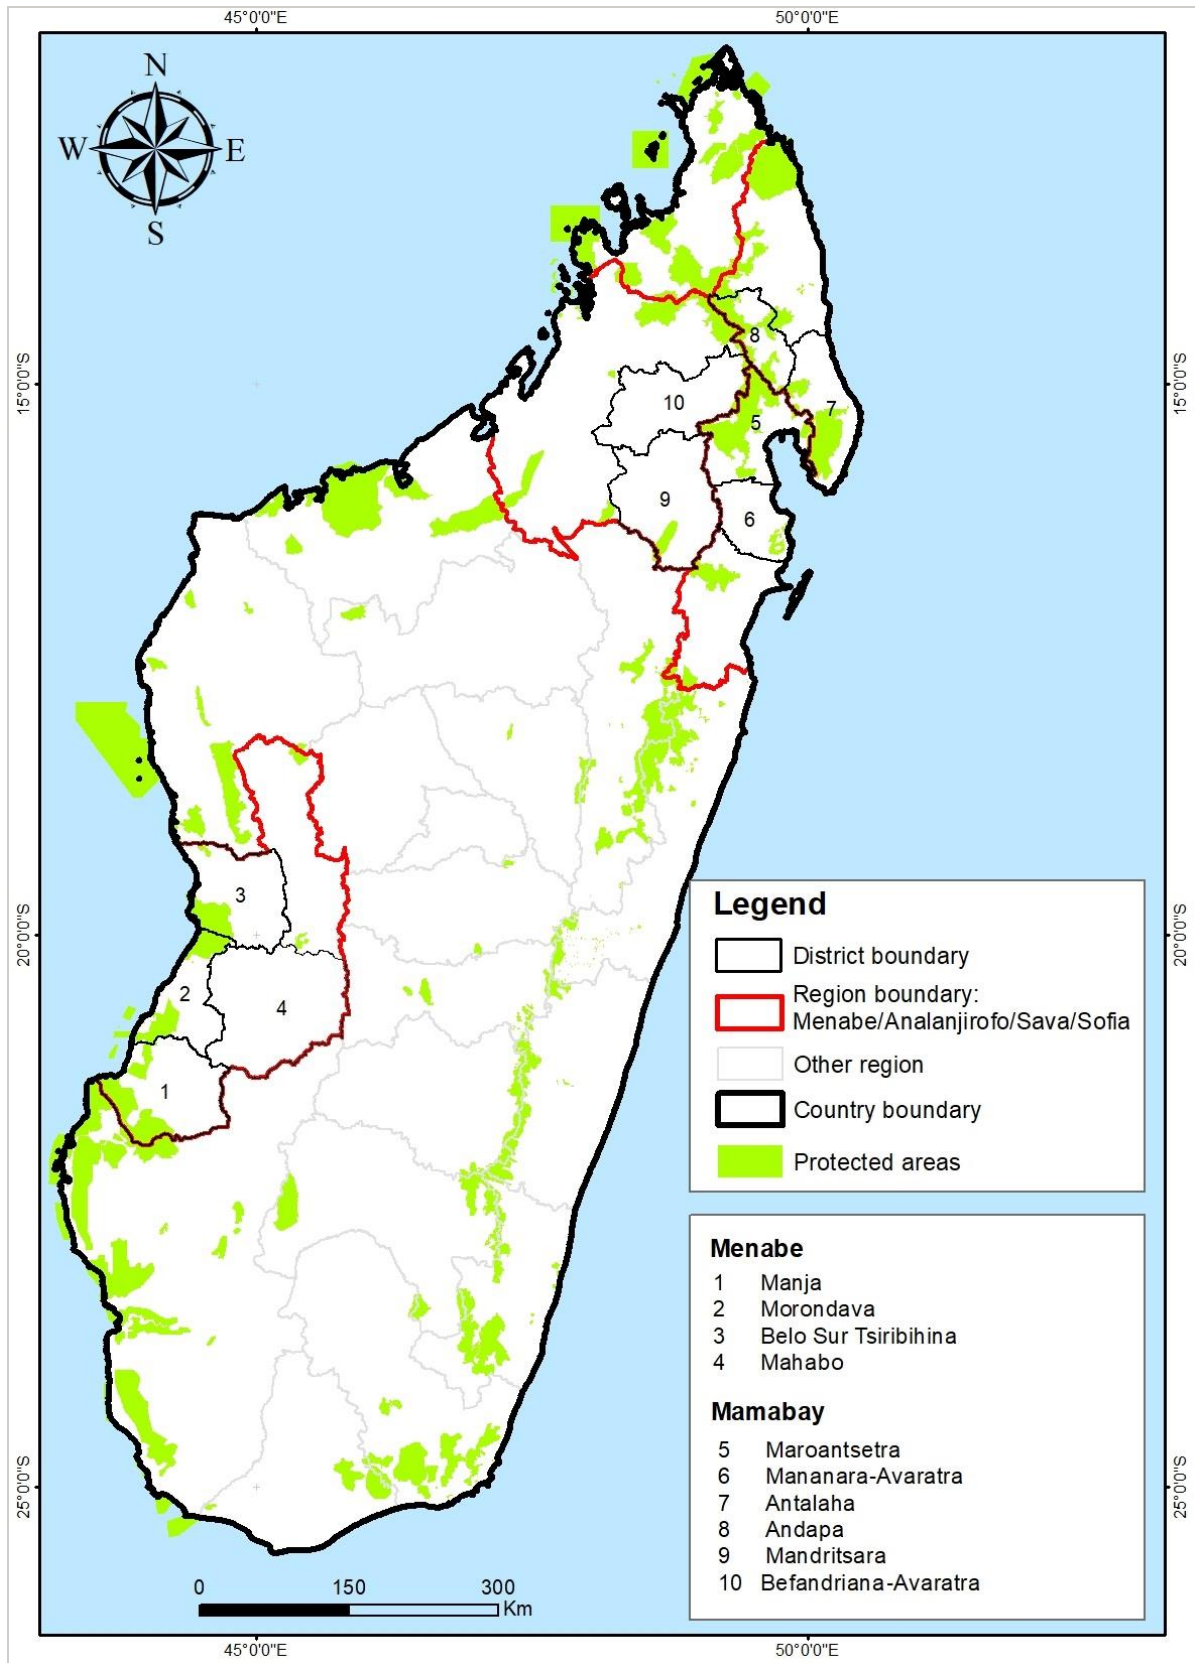 45°0'0"E 50°0'0"E
N
W E
S
15°0'0"S 15°0'0"S
8
10
7
5
9
6
3
20°0'0"S 20°0'0"S
2
4
1
25°0'0"S 25°0'0"S
Legend
District boundary
Region boundary:
Menabe/Analanjirofo/Sava/Sofia
Other region
Country boundary
Protected areas
Menabe
1 Manja
2 Morondava
3 Belo Sur Tsiribihina
4 Mahabo
Mamabay
5 Maroantsetra
6 Mananara-Avaratra
7 Antalaha
8 Andapa
9 Mandritsara
10 Befandriana-Avaratra
0 150 300
Km
45°0'0"E 50°0'0"E